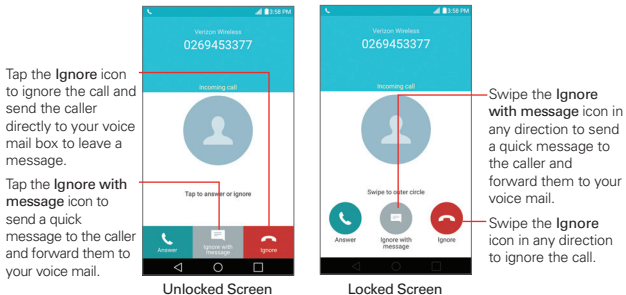 Tap the Ignore icon
to ignore the call and
send the caller
directly to your voice
mail box to leave a
message.
Tap the Ignore with
message icon to
send a quick
message to the caller
and forward them to
your voice mail.
3:58 PM
Verizon Wireless
0269453377
Incoming call
Tap to answer or ignore
Answer
Ignore with
message
Ignore
Unlocked Screen
3:58 PM
Verizon Wireless
0269453377
Incoming call
Swipe to outer circle
Answer
Ignore with
message
Ignore
Locked Screen
Swipe the Ignore
with message icon in
any direction to send
a quick message to
the caller and
forward them to your
voice mail.
Swipe the Ignore
icon in any direction
to ignore the call.